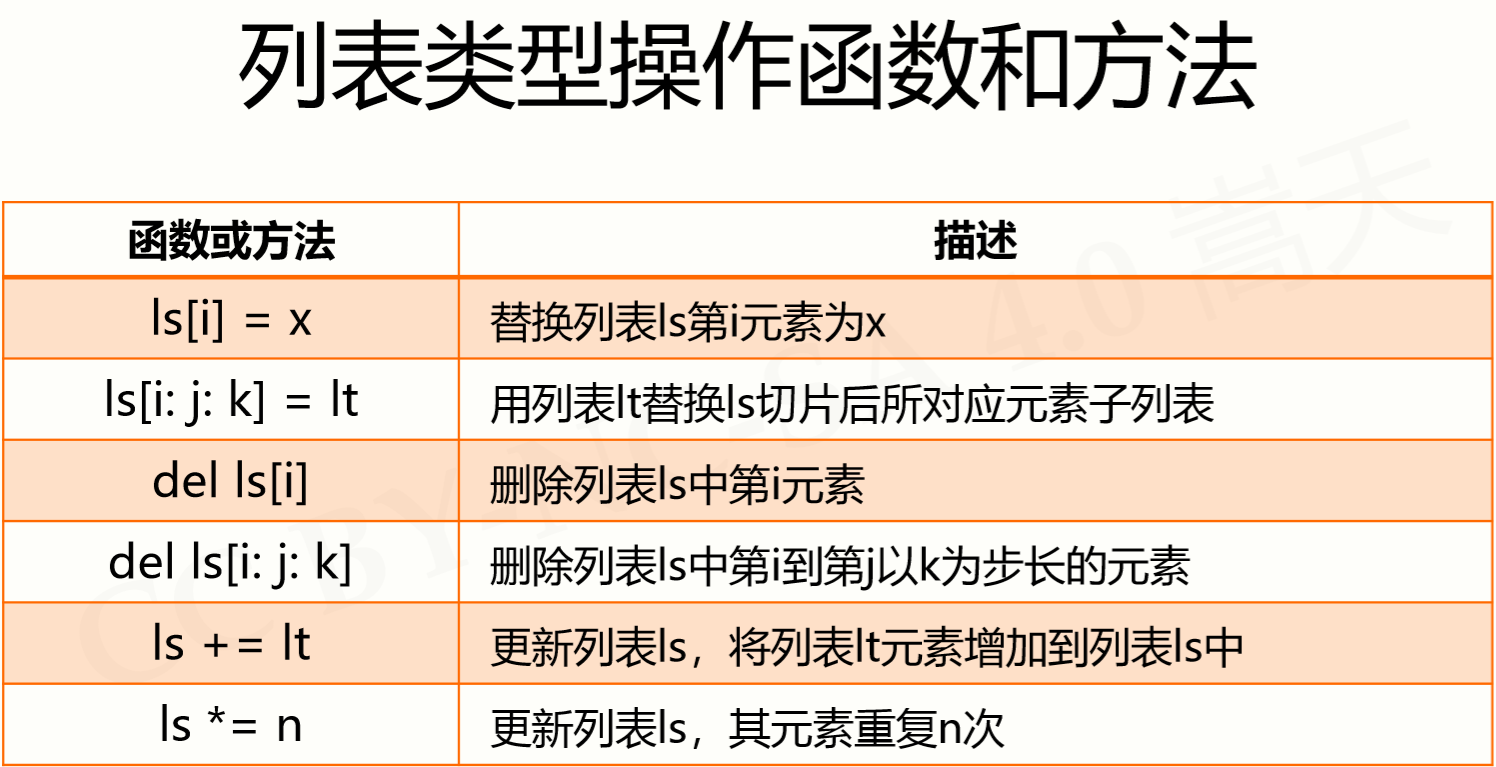 列表类型操作函数和方法
函数或方法 描述
ls[i] = x 替换列表ls第i元素为x
ls[i: j: k] = lt 用列表lt替换ls切片后所对应元素子列表
del ls[i] 删除列表ls中第i元素
del ls[i: j: k] 删除列表ls中第i到第j以k为步长的元素
ls += lt 更新列表ls，将列表lt元素增加到列表ls中
ls *= n 更新列表ls，其元素重复n次
CC BY-NC-SA 4.0 嵩天